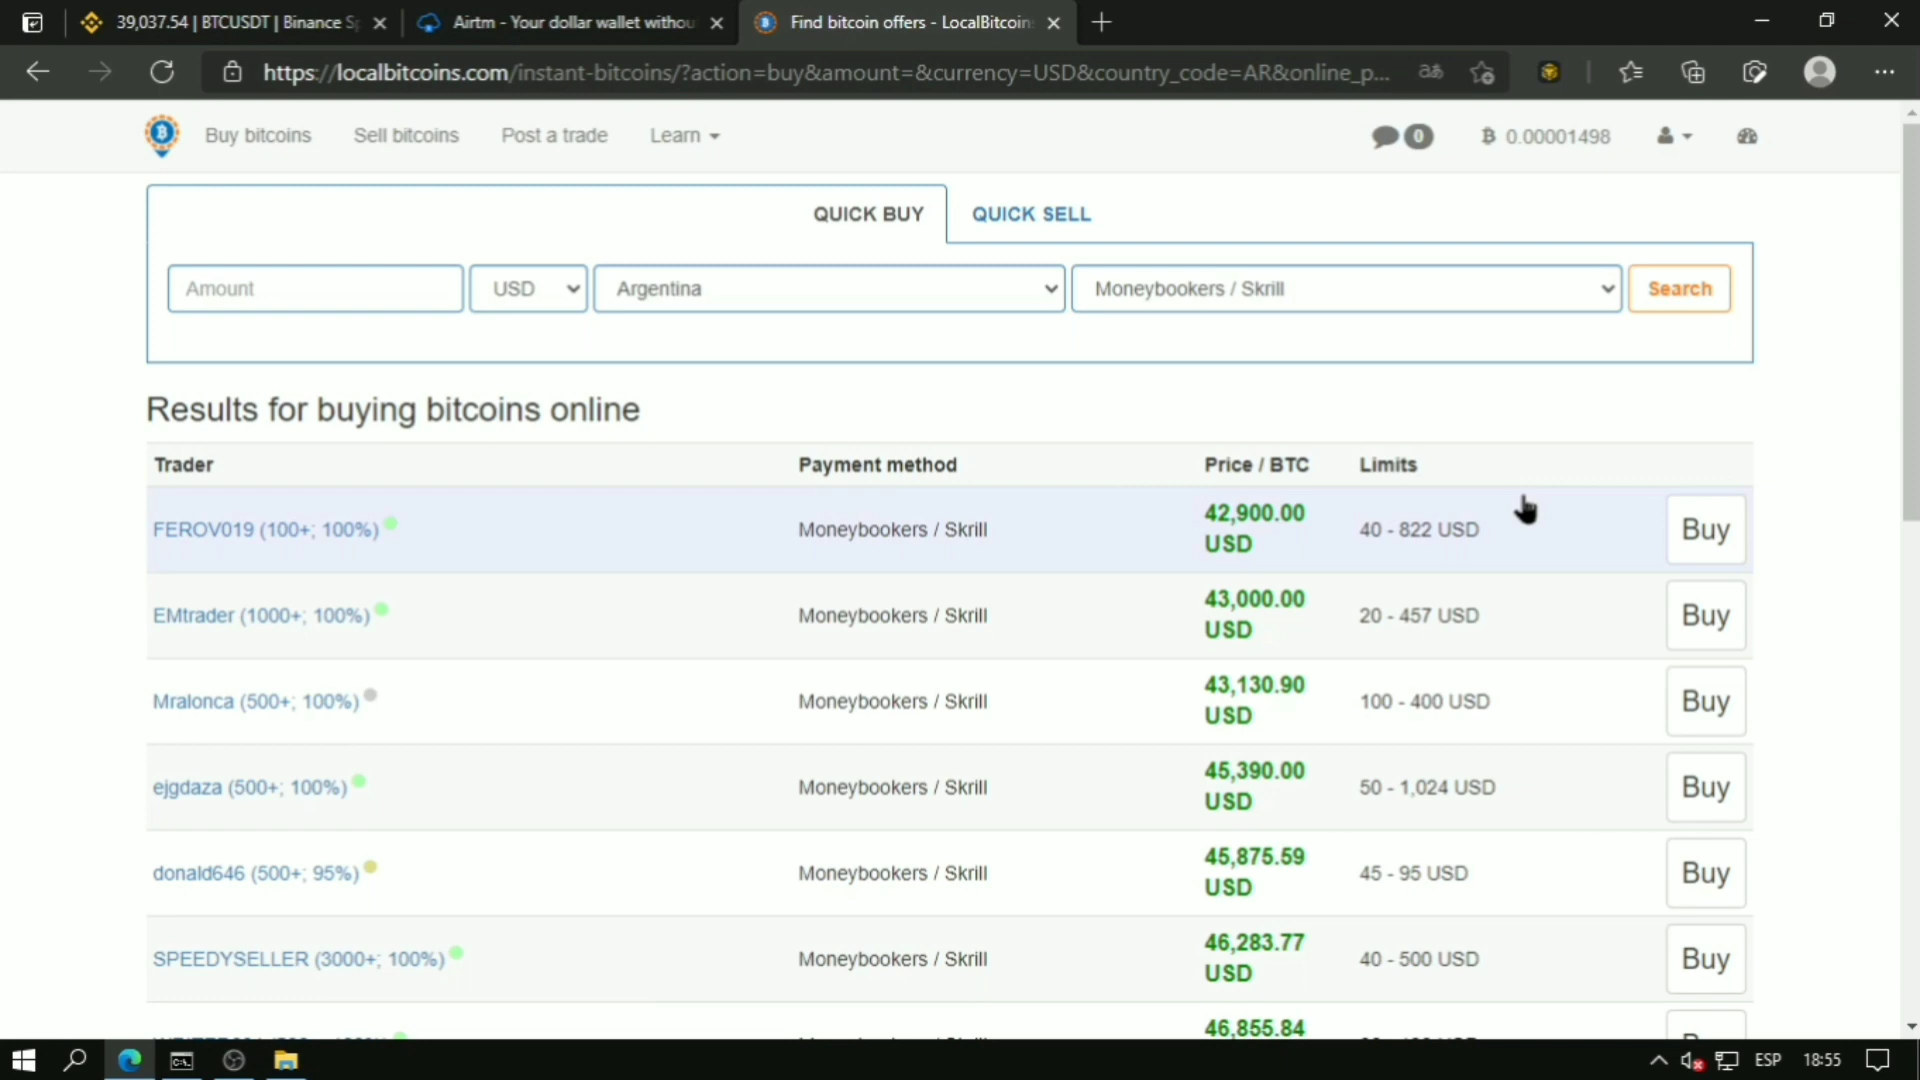 39,037.54 | BTCUSDT | Binance Sp
Airtm - Your dollar wallet withou
Find bitcoin offers - LocalBitcoin
https://localbitcoins.com/instant-bitcoins/?action=buy&amount=&currency=USD&country_code=AR&online_p...
Buy bitcoins
Sell bitcoins
Post a trade
Learn
0
0.00001498
QUICK BUY
QUICK SELL
Amount
USD
Argentina
Moneybookers / Skrill
Search
Results for buying bitcoins online
Trader Payment method Price / BTC Limits
FEROV019 (100+; 100%) Moneybookers / Skrill 42,900.00 USD 40 - 822 USD Buy
EMtrader (1000+; 100%) Moneybookers / Skrill 43,000.00 USD 20 - 457 USD Buy
Mralonca (500+; 100%) Moneybookers / Skrill 43,130.90 USD 100 - 400 USD Buy
ejgdaza (500+; 100%) Moneybookers / Skrill 45,390.00 USD 50 - 1,024 USD Buy
donald646 (500+; 95%) Moneybookers / Skrill 45,875.59 USD 45 - 95 USD Buy
SPEEDYSELLER (3000+; 100%) Moneybookers / Skrill 46,283.77 USD 40 - 500 USD Buy
46,855.84
ESP
18:55